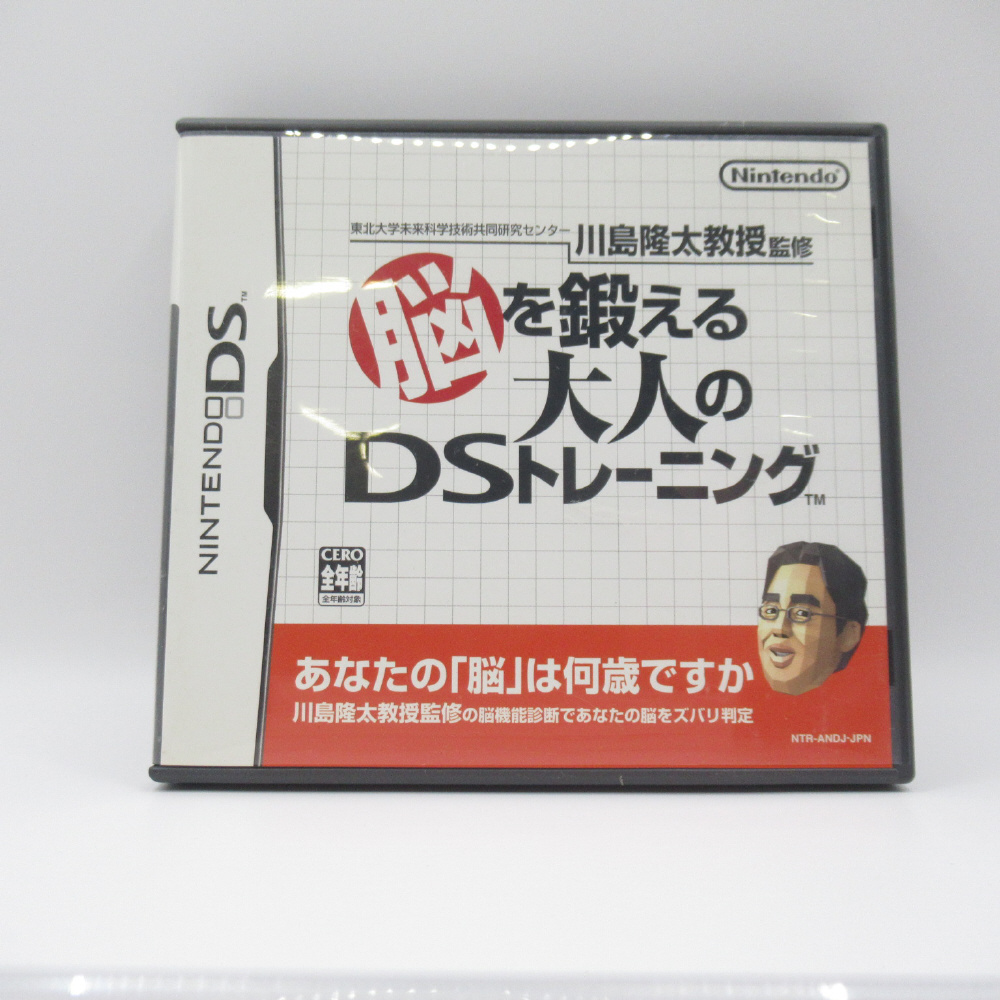 NINTENDO DS™
Nintendo®
東北大学未来科学技術共同研究センター
川島隆太教授監修
脳を鍛える
大人の
DSトレーニング™
CERO
全年齢
全年齢対象
あなたの「脳」は何歳ですか
川島隆太教授監修の脳機能診断であなたの脳をズバリ判定
NTR-ANDJ-JPN